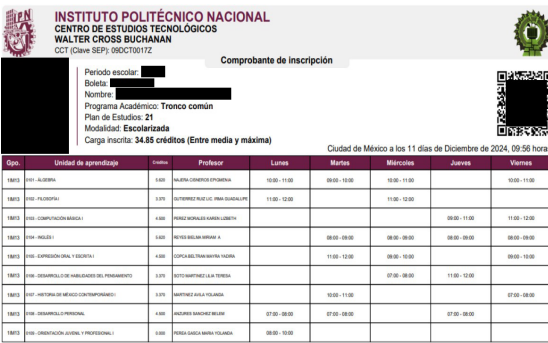 INSTITUTO POLITÉCNICO NACIONAL
CENTRO DE ESTUDIOS TECNOLÓGICOS
WALTER CROSS BUCHANAN
CCT (Clave SEP): 09DCT0017Z
Comprobante de inscripción
Periodo escolar:
Boleta:
Nombre:
Programa Académico: Tronco común
Plan de Estudios: 21
Modalidad: Escolarizada
Carga inscrita: 34.85 créditos (Entre media y máxima)
Ciudad de México a los 11 días de Diciembre de 2024, 09:56 hora
Gpo. Unidad de aprendizaje Créditos Profesor Lunes Martes Miércoles Jueves Viernes
1IM13 0101 - ÁLGEBRA 5.620 NAJERA CISNEROS EPIGMENIA 10:00 - 11:00 09:00 - 10:00 10:00 - 11:00 10:00 - 11:00
1IM13 0102 - FILOSOFÍA I 3.370 GUTIERREZ RUIZ LIC. IRMA GUADALUPE 11:00 - 12:00 11:00 - 12:00
1IM13 0103 - COMPUTACIÓN BÁSICA I 4.500 PEREZ MORALES KAREN LIZBETH 09:00 - 11:00 11:00 - 12:00
1IM13 0104 - INGLÉS I 5.620 REYES MIRIAM A 08:00 - 09:00 08:00 - 09:00 08:00 - 09:00 08:00 - 09:00
1IM13 0105 - EXPRESIÓN ORAL Y ESCRITA I 4.500 COPCA BELTRAN MAYRA YADIRA 11:00 - 12:00 09:00 - 10:00 09:00 - 10:00
1IM13 0106 - DESARROLLO DE HABILIDADES DEL PENSAMIENTO 3.370 SOTO MARTINEZ LILIA TERESA 07:00 - 08:00 11:00 - 12:00
1IM13 0107 - HISTORIA DE MÉXICO CONTEMPORÁNEO I 3.370 MARTINEZ AVILA YOLANDA 10:00 - 11:00 07:00 - 08:00
1IM13 0108 - DESARROLLO PERSONAL 4.500 ANZURES SANCHEZ BELEM 07:00 - 08:00 07:00 - 08:00 07:00 - 08:00
1IM13 0109 - ORIENTACIÓN JUVENIL Y PROFESIONAL I 0.000 PEREA GASCA MARIA YOLANDA 08:00 - 10:00